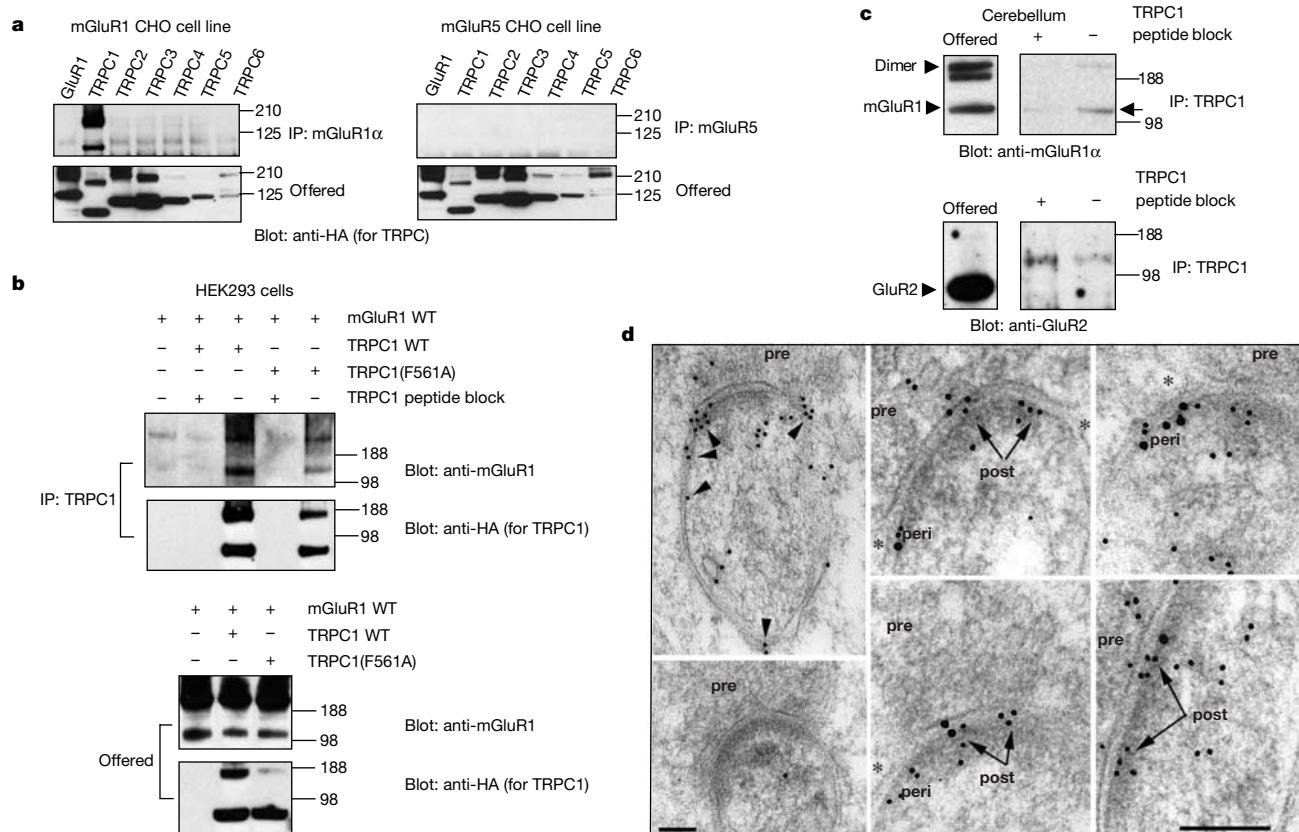 a
mGluR1 CHO cell line
GluR1 TRPC1 TRPC2 TRPC3 TRPC4 TRPC5 TRPC6
210
125
IP: mGluR1α
210
125
Offered
mGluR5 CHO cell line
GluR1 TRPC1 TRPC2 TRPC3 TRPC4 TRPC5 TRPC6
210
125
IP: mGluR5
210
125
Offered
Blot: anti-HA (for TRPC)
b
HEK293 cells
+ + + + + mGluR1 WT
– + + – – TRPC1 WT
– – – + + TRPC1(F561A)
– + – + – TRPC1 peptide block
IP: TRPC1
188
98
Blot: anti-mGluR1
188
98
Blot: anti-HA (for TRPC1)
+ + + mGluR1 WT
– + – TRPC1 WT
– – + TRPC1(F561A)
Offered
188
98
Blot: anti-mGluR1
188
98
Blot: anti-HA (for TRPC1)
c
Cerebellum
Offered
+ –
TRPC1
peptide block
Dimer
mGluR1
188
98
IP: TRPC1
Blot: anti-mGluR1α
Offered
+ –
TRPC1
peptide block
GluR2
188
98
IP: TRPC1
Blot: anti-GluR2
d
pre
pre
post
peri
*
*
pre
*
peri
pre
pre
*
peri
post
pre
post